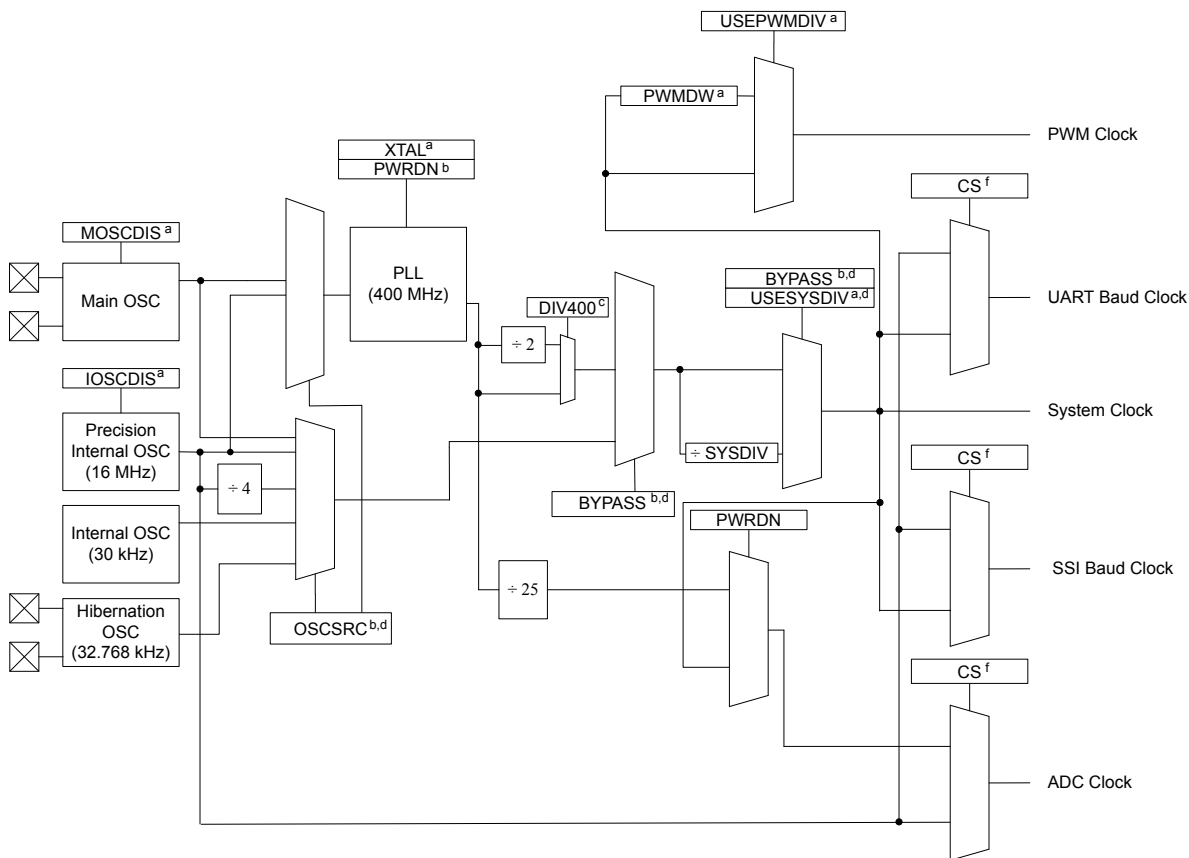 USEPWMDIV a
PWMDW a
PWM Clock
XTAL a
PWRDN b
CS f
MOSCDIS a
Main OSC
PLL
(400 MHz)
BYPASS b,d
USESYSDIV a,d
UART Baud Clock
DIV400 c
÷ 2
IOSCDIS a
Precision
Internal OSC
(16 MHz)
System Clock
÷ SYSDIV
÷ 4
BYPASS b,d
CS f
Internal OSC
(30 kHz)
PWRDN
SSI Baud Clock
÷ 25
Hibernation
OSC
(32.768 kHz)
OSCSRC b,d
CS f
ADC Clock